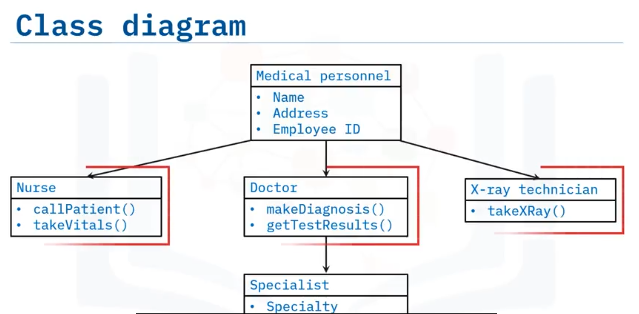 Class diagram
Medical personnel
• Name
• Address
• Employee ID
Nurse
• callPatient()
• takeVitals()
Doctor
• makeDiagnosis()
• getTestResults()
X-ray technician
• takeXRay()
Specialist
• Specialty